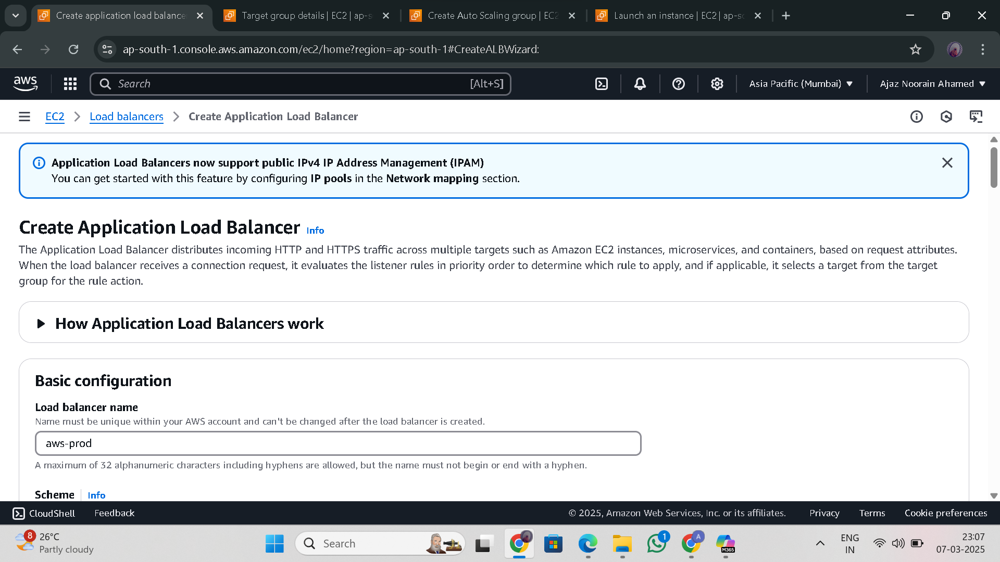 Create application load balance
Target group details | EC2 | ap-s
Create Auto Scaling group | EC2
Launch an instance | EC2 | ap-so
ap-south-1.console.aws.amazon.com/ec2/home?region=ap-south-1#CreateALBWizard:
aws
Search
[Alt+S]
Asia Pacific (Mumbai)
Ajaz Noorain Ahamed
EC2
Load balancers
Create Application Load Balancer
Application Load Balancers now support public IPv4 IP Address Management (IPAM)
You can get started with this feature by configuring IP pools in the Network mapping section.
Create Application Load Balancer Info
The Application Load Balancer distributes incoming HTTP and HTTPS traffic across multiple targets such as Amazon EC2 instances, microservices, and containers, based on request attributes.
When the load balancer receives a connection request, it evaluates the listener rules in priority order to determine which rule to apply, and if applicable, it selects a target from the target
group for the rule action.
How Application Load Balancers work
Basic configuration
Load balancer name
Name must be unique within your AWS account and can't be changed after the load balancer is created.
aws-prod
A maximum of 32 alphanumeric characters including hyphens are allowed, but the name must not begin or end with a hyphen.
Scheme Info
CloudShell
Feedback
© 2025, Amazon Web Services, Inc. or its affiliates.
Privacy
Terms
Cookie preferences
8
26°C
Partly cloudy
Search
1
A
M365
ENG
IN
23:07
07-03-2025